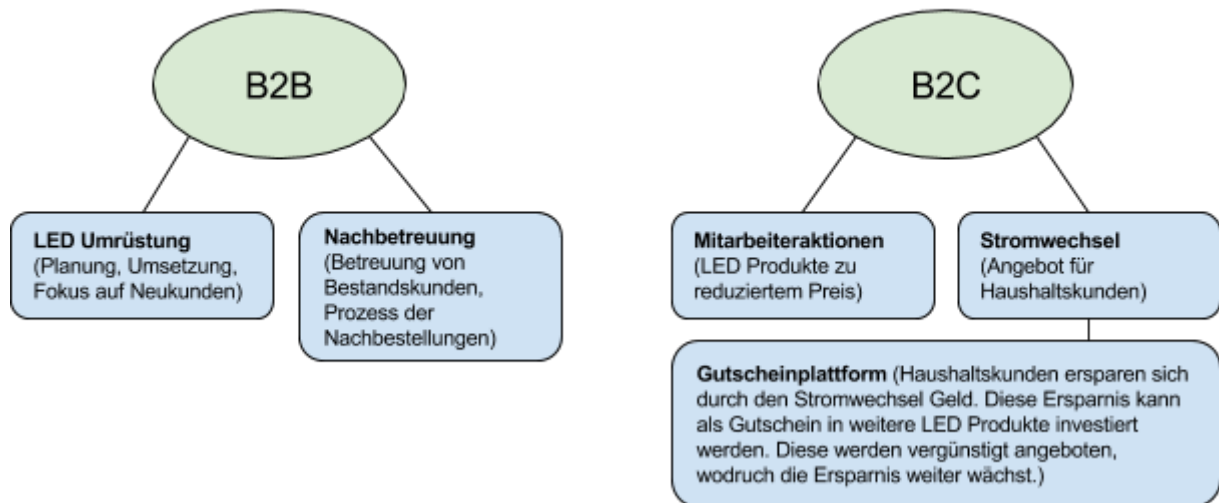 B2B
LED Umrüstung
(Planung, Umsetzung,
Fokus auf Neukunden)
Nachbetreuung
(Betreuung von
Bestandskunden,
Prozess der
Nachbestellungen)
B2C
Mitarbeiteraktionen
(LED Produkte zu
reduziertem Preis)
Stromwechsel
(Angebot für
Haushaltskunden)
Gutscheinplattform (Haushaltskunden ersparen sich
durch den Stromwechsel Geld. Diese Ersparnis kann
als Gutschein in weitere LED Produkte investiert
werden. Diese werden vergünstigt angeboten,
wodruch die Ersparnis weiter wächst.)